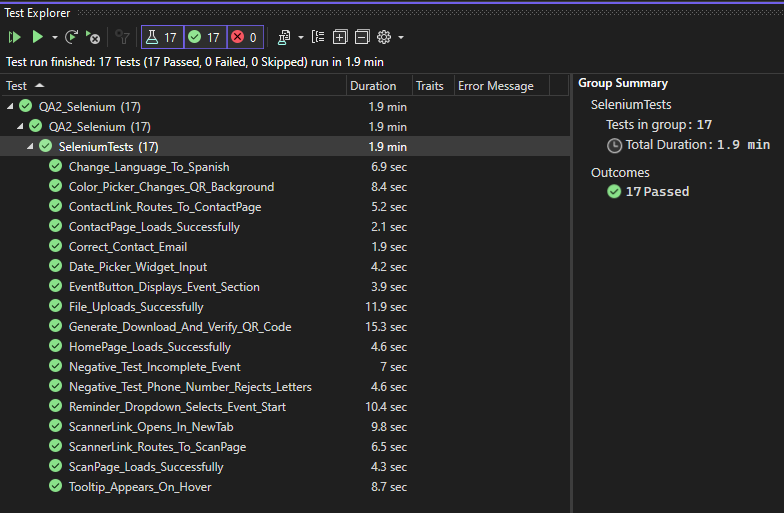 Test Explorer
17 17 0
Test run finished: 17 Tests (17 Passed, 0 Failed, 0 Skipped) run in 1.9 min
Test Duration Traits Error Message
QA2_Selenium (17) 1.9 min
QA2_Selenium (17) 1.9 min
SeleniumTests (17) 1.9 min
Change_Language_To_Spanish 6.9 sec
Color_Picker_Changes_QR_Background 8.4 sec
ContactLink_Routes_To_ContactPage 5.2 sec
ContactPage_Loads_Successfully 2.1 sec
Correct_Contact_Email 1.9 sec
Date_Picker_Widget_Input 4.2 sec
EventButton_Displays_Event_Section 3.9 sec
File_Uploads_Successfully 11.9 sec
Generate_Download_And_Verify_QR_Code 15.3 sec
HomePage_Loads_Successfully 4.6 sec
Negative_Test_Incomplete_Event 7 sec
Negative_Test_Phone_Number_Rejects_Letters 4.6 sec
Reminder_Dropdown_Selects_Event_Start 10.4 sec
ScannerLink_Opens_In_NewTab 9.8 sec
ScannerLink_Routes_To_ScanPage 6.5 sec
ScanPage_Loads_Successfully 4.3 sec
Tooltip_Appears_On_Hover 8.7 sec
Group Summary
SeleniumTests
Tests in group: 17
Total Duration: 1.9 min
Outcomes
17 Passed